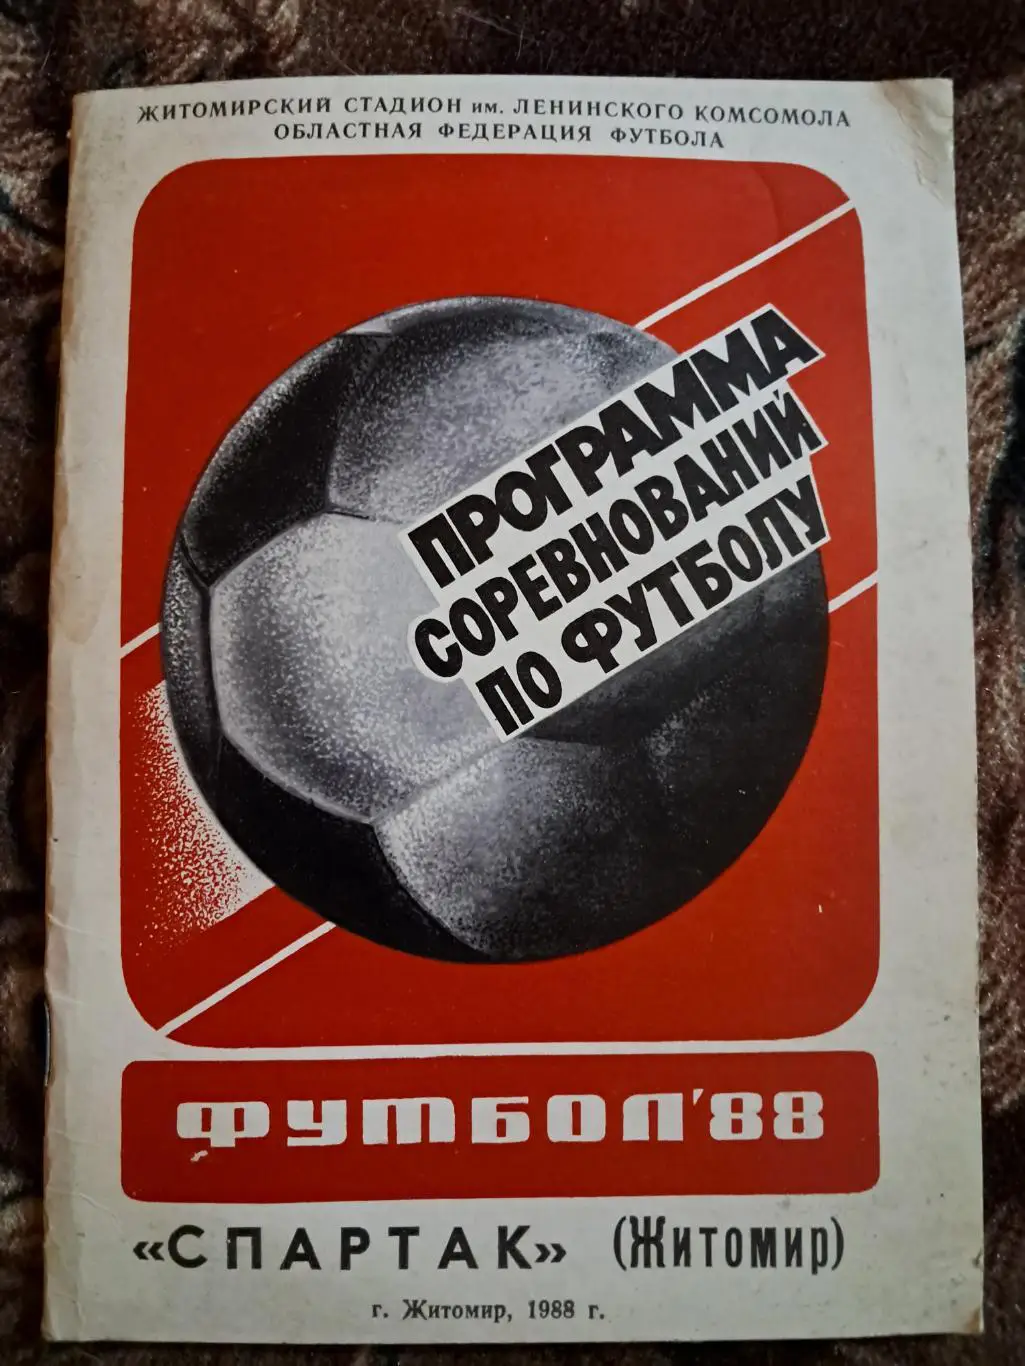 ЖИТОМИРСКИЙ СТАДИОН им. ЛЕНИНСКОГО КОМСОМОЛА
ОБЛАСТНАЯ ФЕДЕРАЦИЯ ФУТБОЛА
ПРОГРАММА
СОРЕВНОВАНИЙ
ПО ФУТБОЛУ
ФУТБОЛ'88
«СПАРТАК» (Житомир)
г. Житомир, 1988 г.